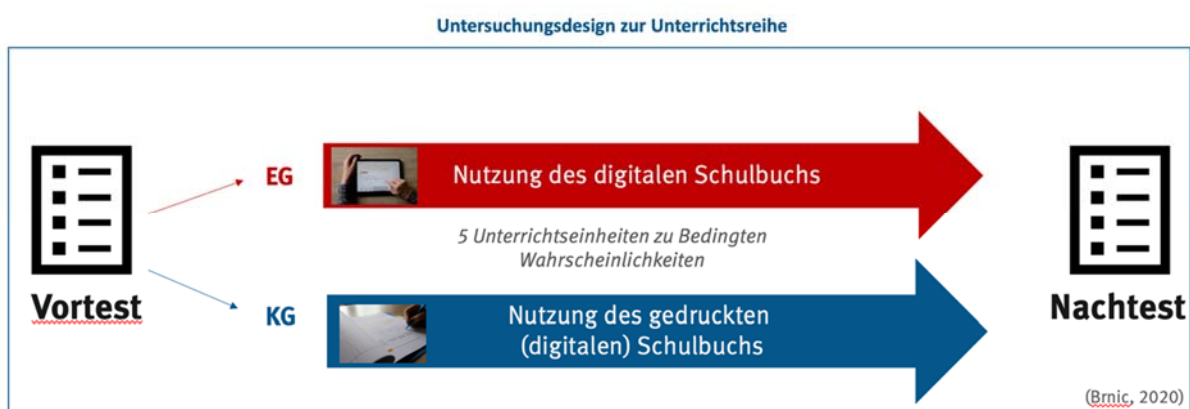 Untersuchungsdesign zur Unterrichtsreihe
EG
Nutzung des digitalen Schulbuchs
5 Unterrichtseinheiten zu Bedingten
Wahrscheinlichkeiten
Vortest
KG
Nutzung des gedruckten
(digitalen) Schulbuchs
Nachtest
(Brnic, 2020)